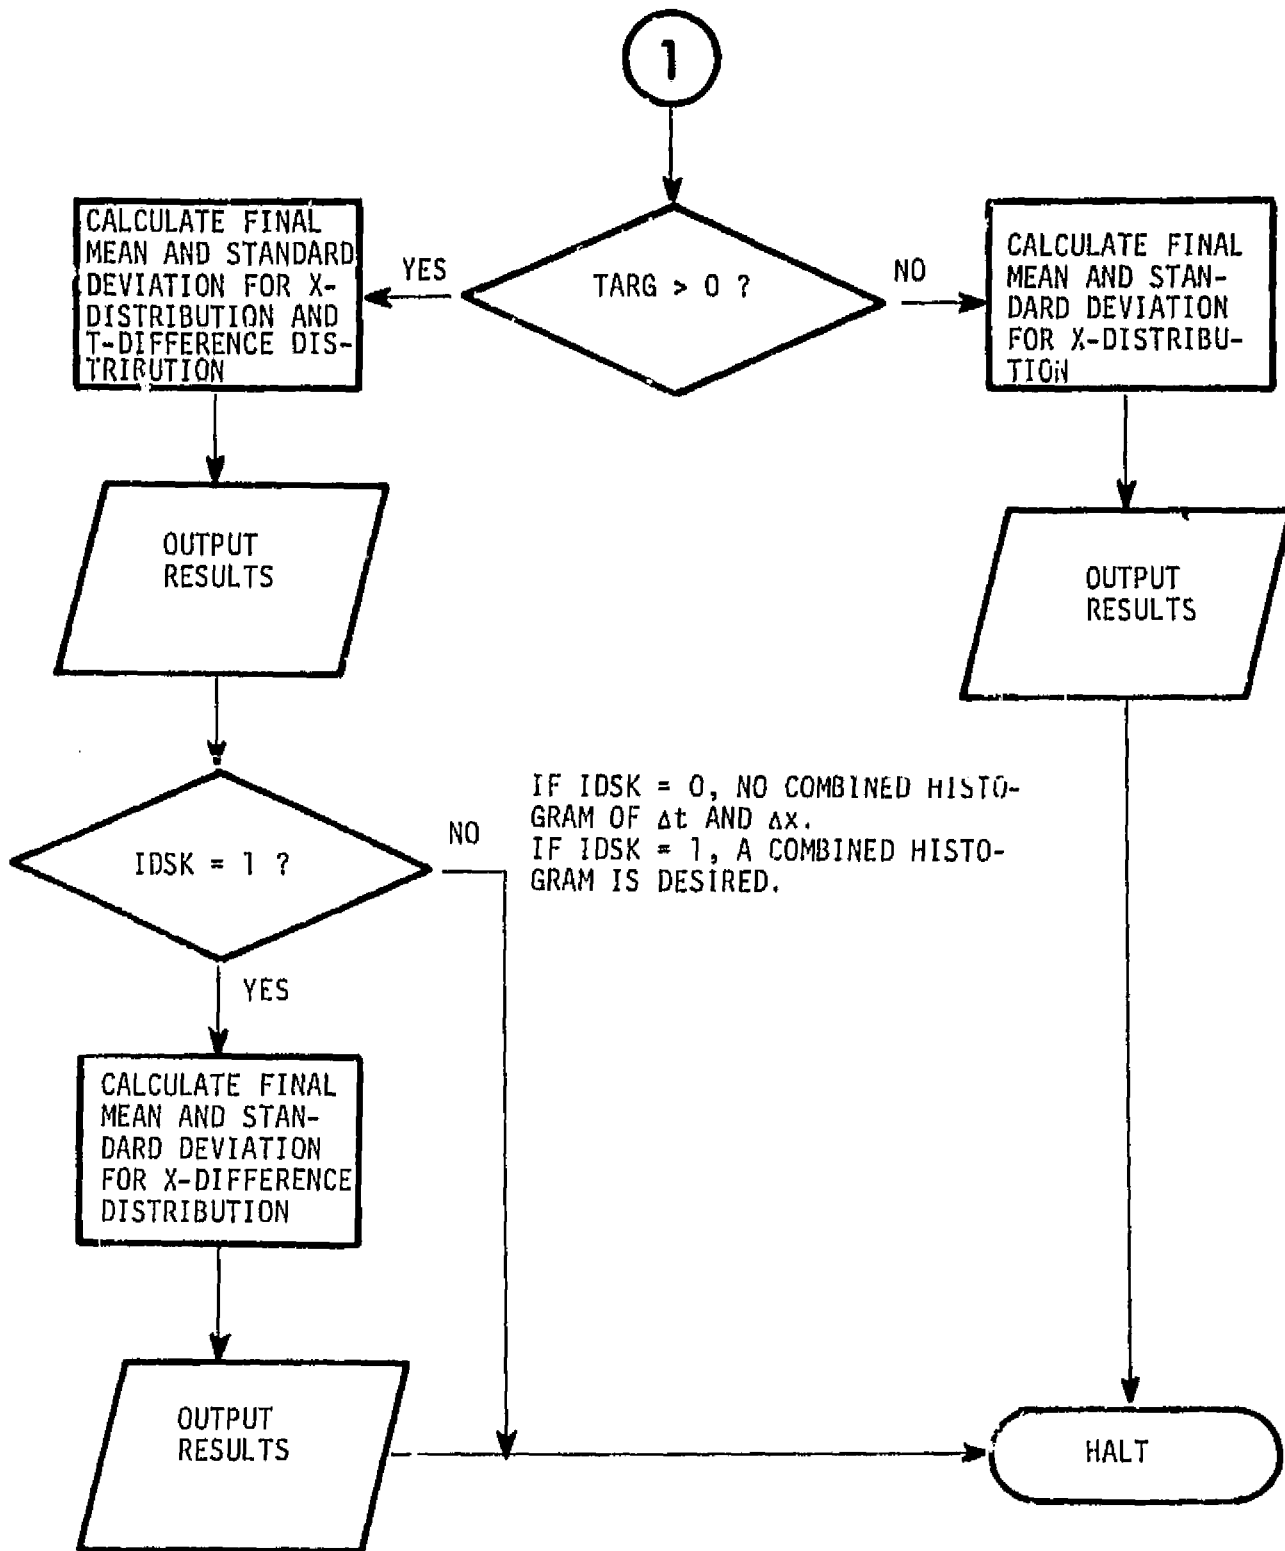 1
CALCULATE FINAL
MEAN AND STANDARD
DEVIATION FOR X-
DISTRIBUTION AND
T-DIFFERENCE DIS-
TRIBUTION
YES
TARG > 0 ?
NO
CALCULATE FINAL
MEAN AND STAN-
DARD DEVIATION
FOR X-DISTRIBU-
TION
OUTPUT
RESULTS
OUTPUT
RESULTS
IDSK = 1 ?
NO
IF IDSK = 0, NO COMBINED HISTO-
GRAM OF Δt AND Δx.
IF IDSK = 1, A COMBINED HISTO-
GRAM IS DESIRED.
YES
CALCULATE FINAL
MEAN AND STAN-
DARD DEVIATION
FOR X-DIFFERENCE
DISTRIBUTION
OUTPUT
RESULTS
HALT